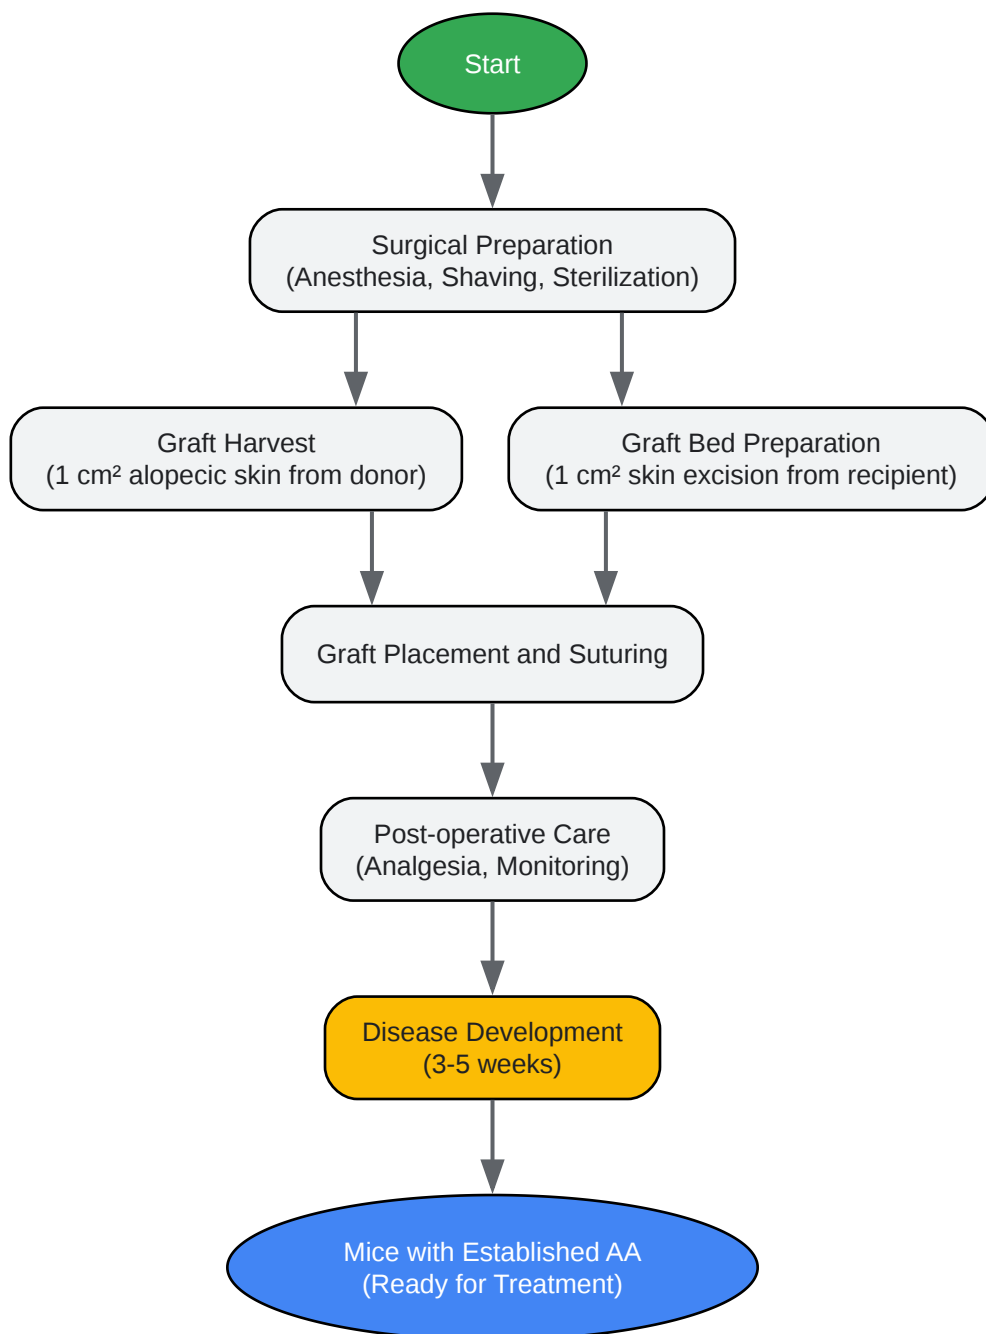 Start
Surgical Preparation
(Anesthesia, Shaving, Sterilization)
Graft Harvest
(1 cm² alopecic skin from donor)
Graft Bed Preparation
(1 cm² skin excision from recipient)
Graft Placement and Suturing
Post-operative Care
(Analgesia, Monitoring)
Disease Development
(3-5 weeks)
Mice with Established AA
(Ready for Treatment)